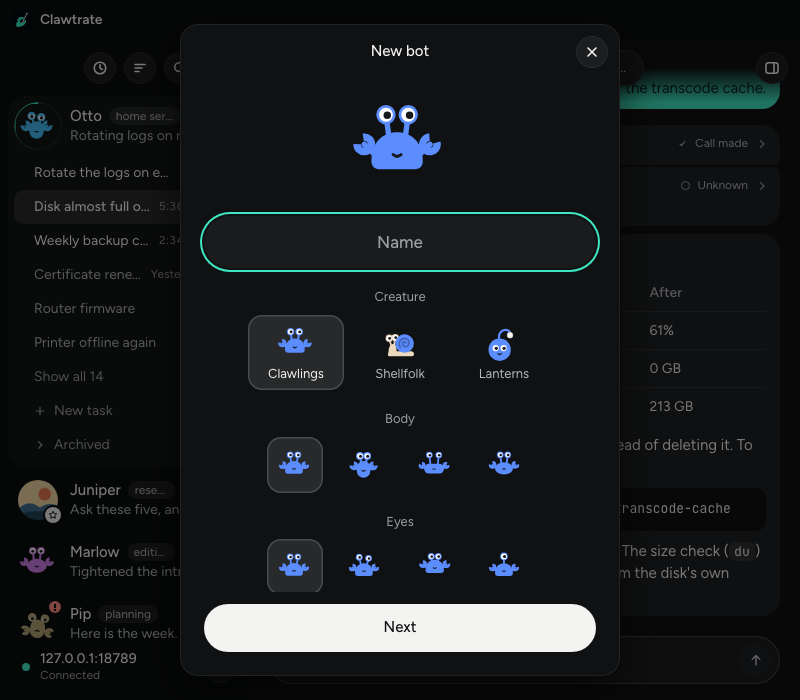 Clawtrate
New bot
Otto
home ser...
Rotating logs on
Rotate the logs on e...
Disk almost full o...
5:36
Weekly backup c...
2:34
Certificate rene...
Yeste
Router firmware
Printer offline again
Show all 14
New task
Archived
Juniper
rese...
Ask these five, an
Marlow
editi...
Tightened the int
Pip
planning
Here is the week.
127.0.0.1:18789
Connected
Name
Creature
Clawlings
Shellfolk
Lanterns
Body
Eyes
Next
...
the transcode cache.
Call made
Unknown
After
61%
0 GB
213 GB
ead of deleting it. To
transcode-cache
The size check ( du )
m the disk's own